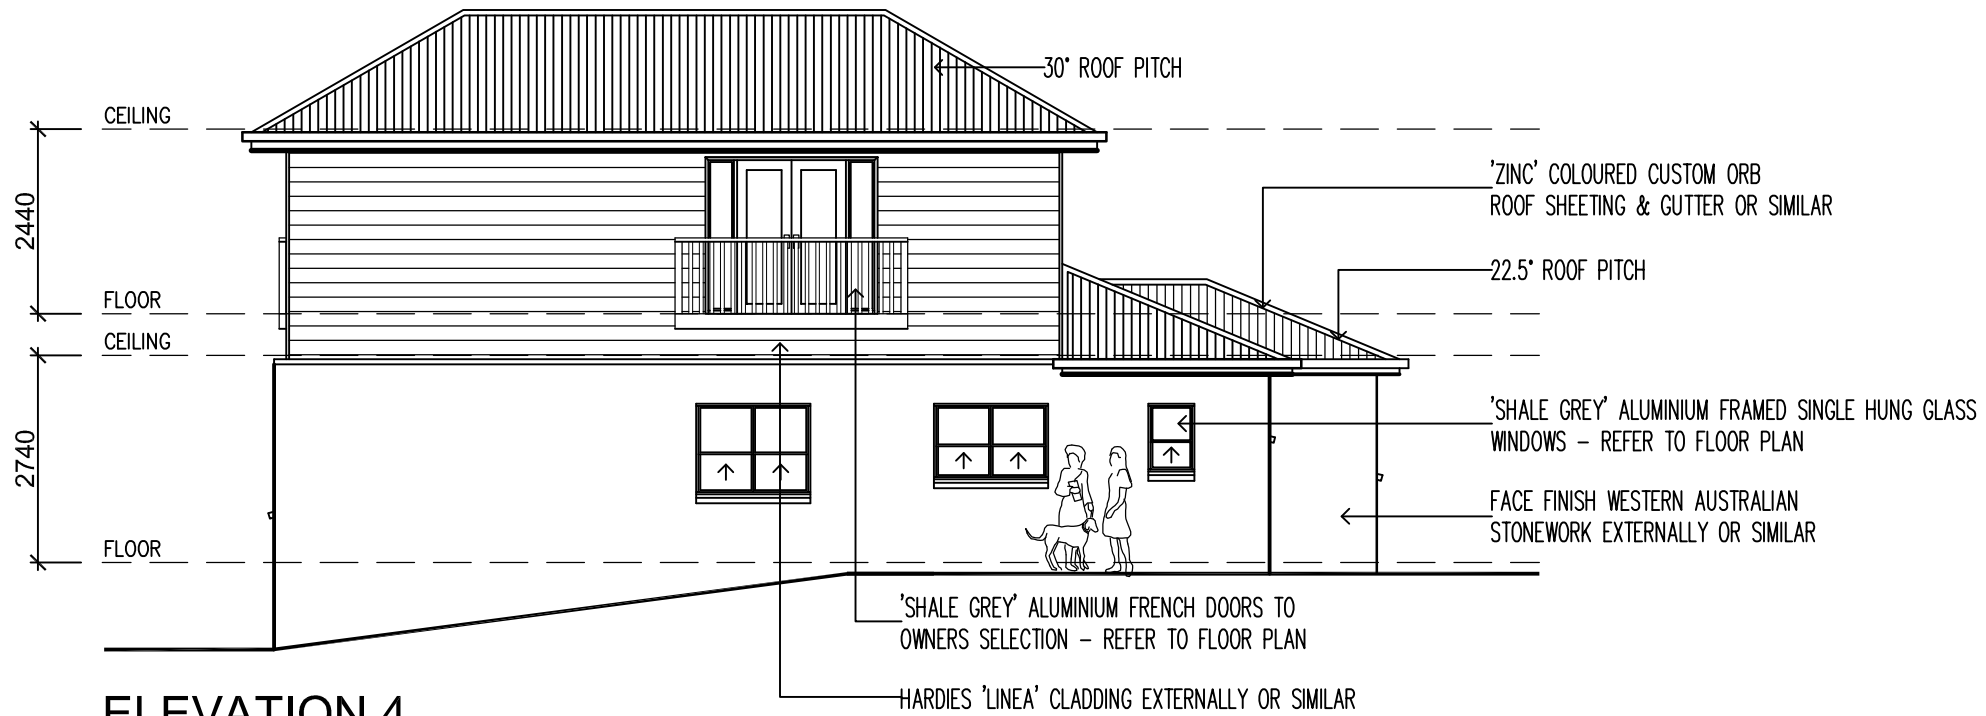 30° ROOF PITCH
CEILING
'ZINC' COLOURED CUSTOM ORB
ROOF SHEETING & GUTTER OR SIMILAR
2440
22.5° ROOF PITCH
FLOOR
CEILING
'SHALE GREY' ALUMINIUM FRAMED SINGLE HUNG GLASS
WINDOWS – REFER TO FLOOR PLAN
2740
FACE FINISH WESTERN AUSTRALIAN
STONEWORK EXTERNALLY OR SIMILAR
FLOOR
'SHALE GREY' ALUMINIUM FRENCH DOORS TO
OWNERS SELECTION – REFER TO FLOOR PLAN
HARDIES 'LINEA' CLADDING EXTERNALLY OR SIMILAR
ELEVATION 4